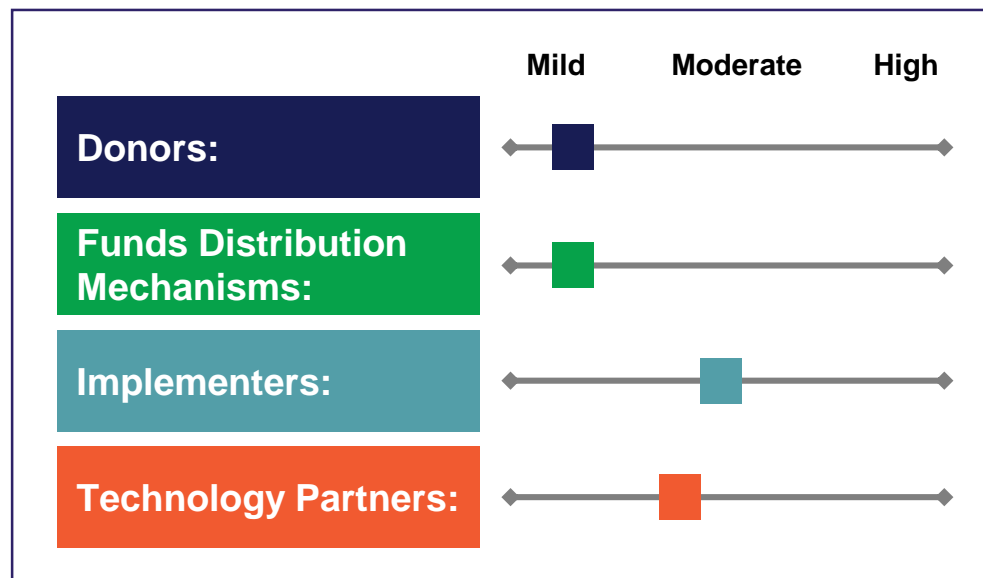 Mild Moderate High
Donors:
Funds Distribution
Mechanisms:
Implementers:
Technology Partners: